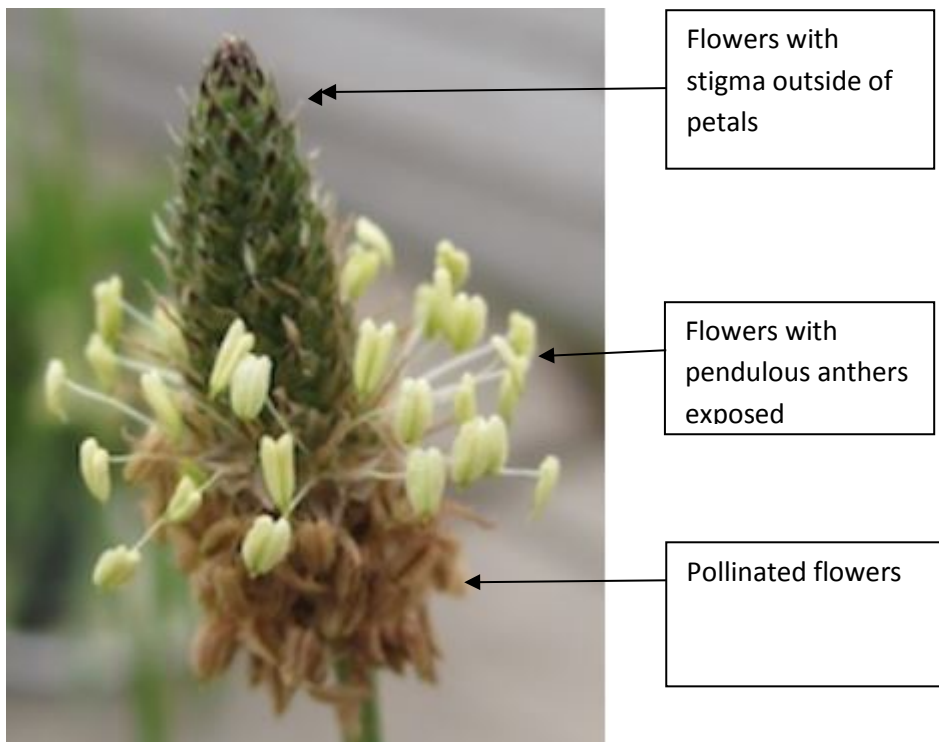 Flowers with
stigma outside of
petals
Flowers with
pendulous anthers
exposed
Pollinated flowers